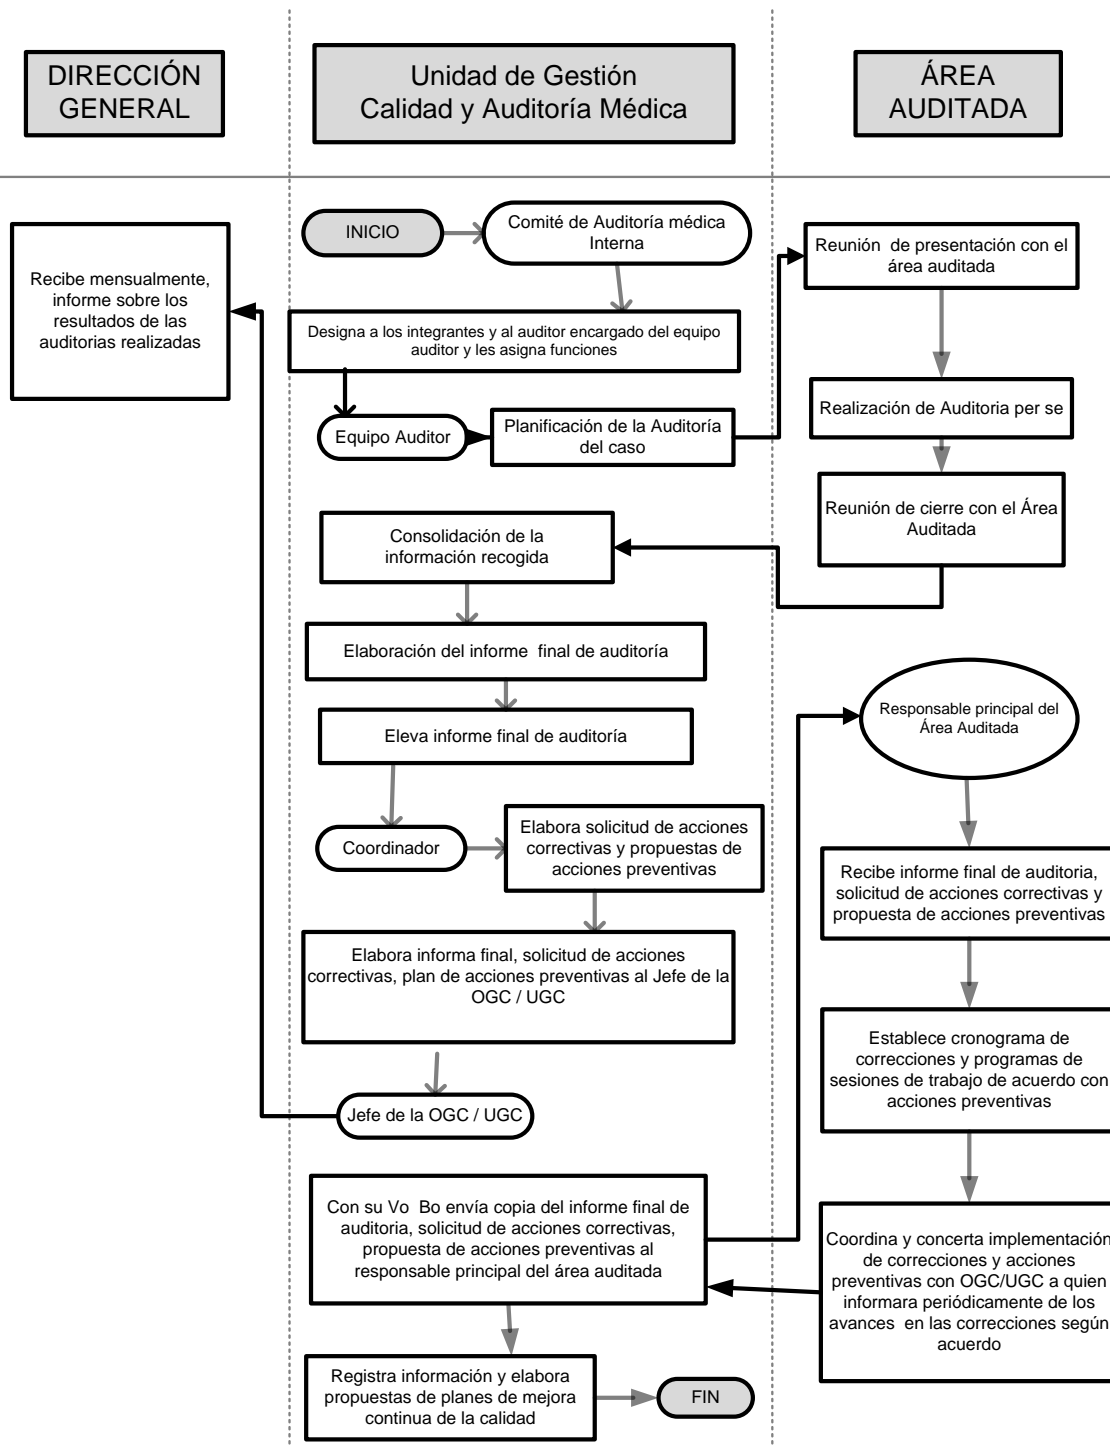 DIRECCIÓN
GENERAL
Unidad de Gestión
Calidad y Auditoría Médica
ÁREA
AUDITADA
INICIO
Comité de Auditoría médica
Interna
Reunión de presentación con el
área auditada
Recibe mensualmente,
informe sobre los
resultados de las
auditorias realizadas
Designa a los integrantes y al auditor encargado del equipo
auditor y les asigna funciones
Realización de Auditoria per se
Equipo Auditor
Planificación de la Auditoría
del caso
Reunión de cierre con el Área
Auditada
Consolidación de la
información recogida
Elaboración del informe final de auditoría
Eleva informe final de auditoría
Responsable principal del
Área Auditada
Coordinador
Elabora solicitud de acciones
correctivas y propuestas de
acciones preventivas
Recibe informe final de auditoria,
solicitud de acciones correctivas y
propuesta de acciones preventivas
Elabora informa final, solicitud de acciones
correctivas, plan de acciones preventivas al Jefe de la
OGC / UGC
Establece cronograma de
correcciones y programas de
sesiones de trabajo de acuerdo con
acciones preventivas
Jefe de la OGC / UGC
Con su Vo Bo envía copia del informe final de
auditoria, solicitud de acciones correctivas,
propuesta de acciones preventivas al
responsable principal del área auditada
Coordina y concerta implementación
de correcciones y acciones
preventivas con OGC/UGC a quien
informara periódicamente de los
avances en las correcciones según
acuerdo
Registra información y elabora
propuestas de planes de mejora
continua de la calidad
FIN